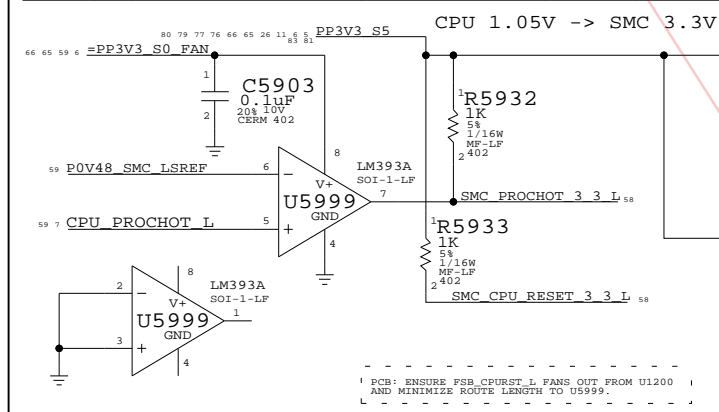 CPU 1.05V -> SMC 3.3V
80 79 77 76 66 65 26 11 6 5
83 81
PP3V3_S5
66 65 59 6 =PP3V3_S0_FAN
1
C5903
0.1uF
20% 10V
CERM 402
2
1
R5932
1K
5%
1/16W
MF-LF
402
2
8
LM393A
SOI-1-LF
59 P0V48_SMC_LSREF
6
−
V+
U5999
GND
7
SMC_PROCHOT_3_3_L 58
59 7 CPU_PROCHOT_L
5
+
4
1
R5933
1K
5%
1/16W
MF-LF
402
2
SMC_CPU_RESET_3_3_L 58
8
LM393A
SOI-1-LF
2
−
V+
U5999
GND
1
3
+
4
PCB: ENSURE FSB_CPURST_L FANS OUT FROM U1200
AND MINIMIZE ROUTE LENGTH TO U5999.